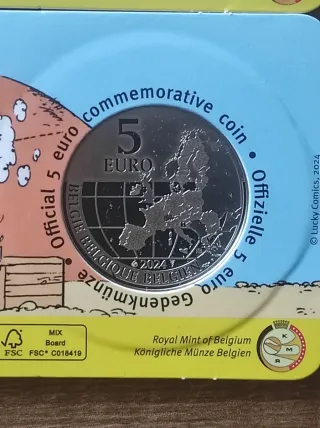 Official 5 euro commemorative coin •
Offizielle 5 euro Gedenkmünze •
5
EURO
BELGIE BELGIQUE BELGIEN
2024
© Lucky Comics, 2024
FSC
MIX
Board
FSC® C016419
Royal Mint of Belgium
Königliche Münze Belgien
K M R